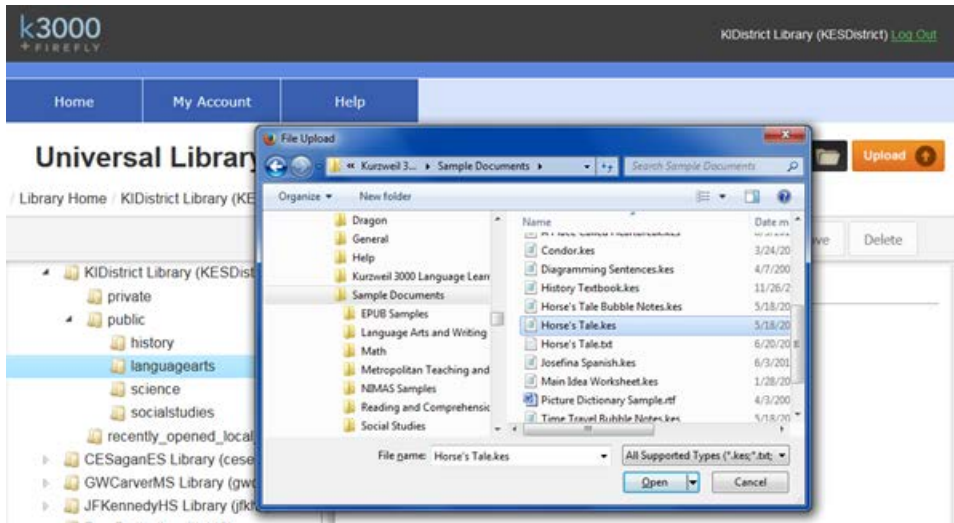 k3000
+ FIREFLY
KIDistrict Library (KESDistrict) Log Out
Home My Account Help
Universal Library
Upload
/ Library Home / KIDistrict Library (KE
Delete
KIDistrict Library (KESDist
private
public
history
languagearts
science
socialstudies
recently_opened_local
CESaganES Library (cese
GWCarverMS Library (gwc
JFKennedyHS Library (jfkh
File Upload
« Kurzweil 3... Sample Documents
Search Sample Documents
Organize New folder
Dragon
General
Help
Kurzweil 3000 Language Learn
Sample Documents
EPUB Samples
Language Arts and Writing
Math
Metropolitan Teaching and
NIMAS Samples
Reading and Comprehensic
Social Studies
Name Date m
Condor.kes 3/24/20
Diagramming Sentences.kes 4/7/200
History Textbook.kes 11/26/2
Horse's Tale Bubble Notes.kes 5/18/20
Horse's Tale.kes 5/18/20
Horse's Tale.txt 6/20/20
Josefina Spanish.kes 6/3/201
Main Idea Worksheet.kes 1/28/20
Picture Dictionary Sample.rtf 4/3/200
Time Travel Bubble Notes.kes 5/18/20
File name: Horse's Tale.kes
All Supported Types (*.kes;*.txt;
Open Cancel